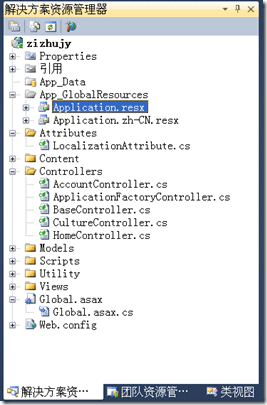 解决方案资源管理器
zizhujy
Properties
引用
App_Data
App_GlobalResources
Application.resx
Application.zh-CN.resx
Attributes
LocalizationAttribute.cs
Content
Controllers
AccountController.cs
ApplicationFactoryController.cs
BaseController.cs
CultureController.cs
HomeController.cs
Models
Scripts
Utility
Views
Global.asax
Global.asax.cs
Web.config
解决方案资… 团队资源管… 类视图